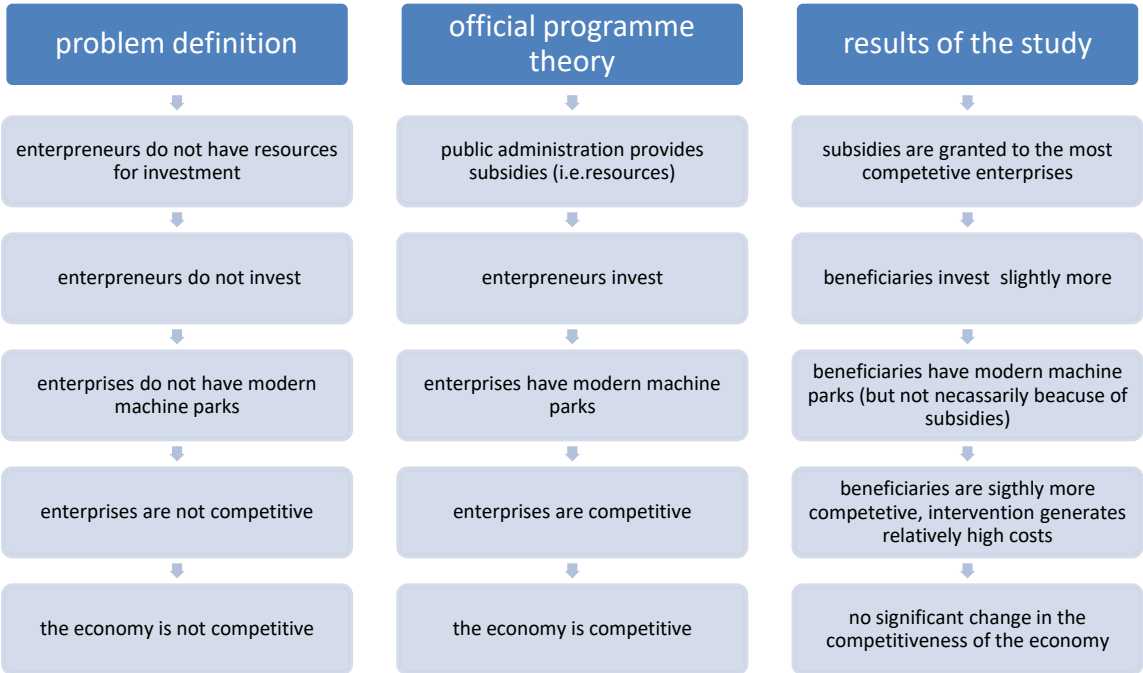 problem definition
enterpreneurs do not have resources
for investment
enterpreneurs do not invest
enterprises do not have modern
machine parks
enterprises are not competitive
the economy is not competitive
official programme
theory
public administration provides
subsidies (i.e.resources)
enterpreneurs invest
enterprises have modern machine
parks
enterprises are competitive
the economy is competitive
results of the study
subsidies are granted to the most
competetive enterprises
beneficiaries invest  slightly more
beneficiaries have modern machine
parks (but not necassarily beacuse of
subsidies)
beneficiaries are sigthly more
competetive, intervention generates
relatively high costs
no significant change in the
competitiveness of the economy